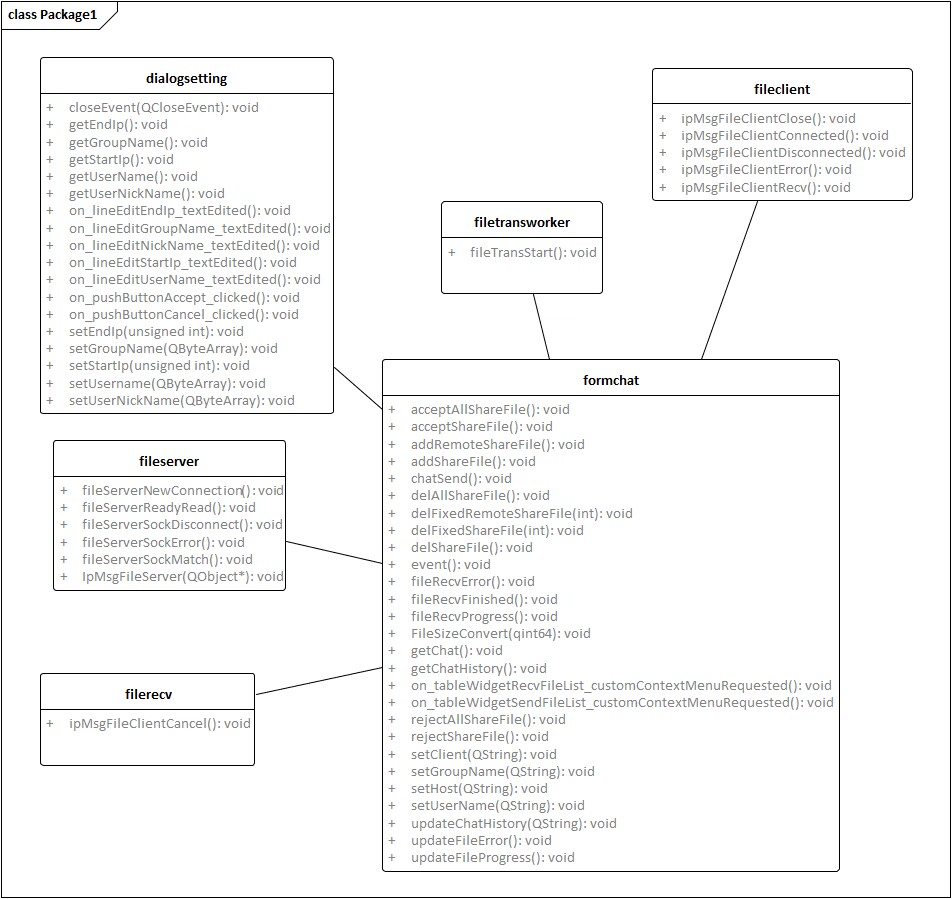 class Package1
dialogsetting
+ closeEvent(QCloseEvent): void
+ getEndIp(): void
+ getGroupName(): void
+ getStartIp(): void
+ getUserName(): void
+ getUserNickName(): void
+ on_lineEditEndIp_textEdited(): void
+ on_lineEditGroupName_textEdited(): void
+ on_lineEditNickName_textEdited(): void
+ on_lineEditStartIp_textEdited(): void
+ on_lineEditUserName_textEdited(): void
+ on_pushButtonAccept_clicked(): void
+ on_pushButtonCancel_clicked(): void
+ setEndIp(unsigned int): void
+ setGroupName(QByteArray): void
+ setStartIp(unsigned int): void
+ setUsername(QByteArray): void
+ setUserNickName(QByteArray): void
fileclient
+ ipMsgFileClientClose(): void
+ ipMsgFileClientConnected(): void
+ ipMsgFileClientDisconnected(): void
+ ipMsgFileClientError(): void
+ ipMsgFileClientRecv(): void
filetransworker
+ fileTransStart(): void
fileserver
+ fileServerNewConnection(): void
+ fileServerReadyRead(): void
+ fileServerSockDisconnect(): void
+ fileServerSockError(): void
+ fileServerSockMatch(): void
+ IpMsgFileServer(QObject*): void
filerecv
+ ipMsgFileClientCancel(): void
formchat
+ acceptAllShareFile(): void
+ acceptShareFile(): void
+ addRemoteShareFile(): void
+ addShareFile(): void
+ chatSend(): void
+ delAllShareFile(): void
+ delFixedRemoteShareFile(int): void
+ delFixedShareFile(int): void
+ delShareFile(): void
+ event(): void
+ fileRecvError(): void
+ fileRecvFinished(): void
+ fileRecvProgress(): void
+ FileSizeConvert(qint64): void
+ getChat(): void
+ getChatHistory(): void
+ on_tableWidgetRecvFileList_customContextMenuRequested(): void
+ on_tableWidgetSendFileList_customContextMenuRequested(): void
+ rejectAllShareFile(): void
+ rejectShareFile(): void
+ setClient(QString): void
+ setGroupName(QString): void
+ setHost(QString): void
+ setUserName(QString): void
+ updateChatHistory(QString): void
+ updateFileError(): void
+ updateFileProgress(): void